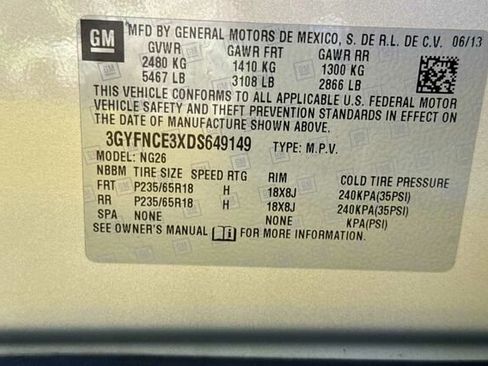 GM MFD BY GENERAL MOTORS DE MEXICO, S. DE R.L. DE C.V. 06/13
GVWR GAWR FRT GAWR RR
2480 KG 1410 KG 1300 KG
5467 LB 3108 LB 2866 LB
THIS VEHICLE CONFORMS TO ALL APPLICABLE U.S. FEDERAL MOTOR
VEHICLE SAFETY AND THEFT PREVENTION STANDARDS IN EFFECT ON
THE DATE OF MANUFACTURE SHOWN ABOVE.
3GYFNCE3XDS649149 TYPE: M.P.V.
MODEL: NG26
NBBM TIRE SIZE SPEED RTG RIM COLD TIRE PRESSURE
FRT P235/65R18 H 18X8J 240KPA(35PSI)
RR P235/65R18 H 18X8J 240KPA(35PSI)
SPA NONE NONE KPA(PSI)
SEE OWNER'S MANUAL FOR MORE INFORMATION.